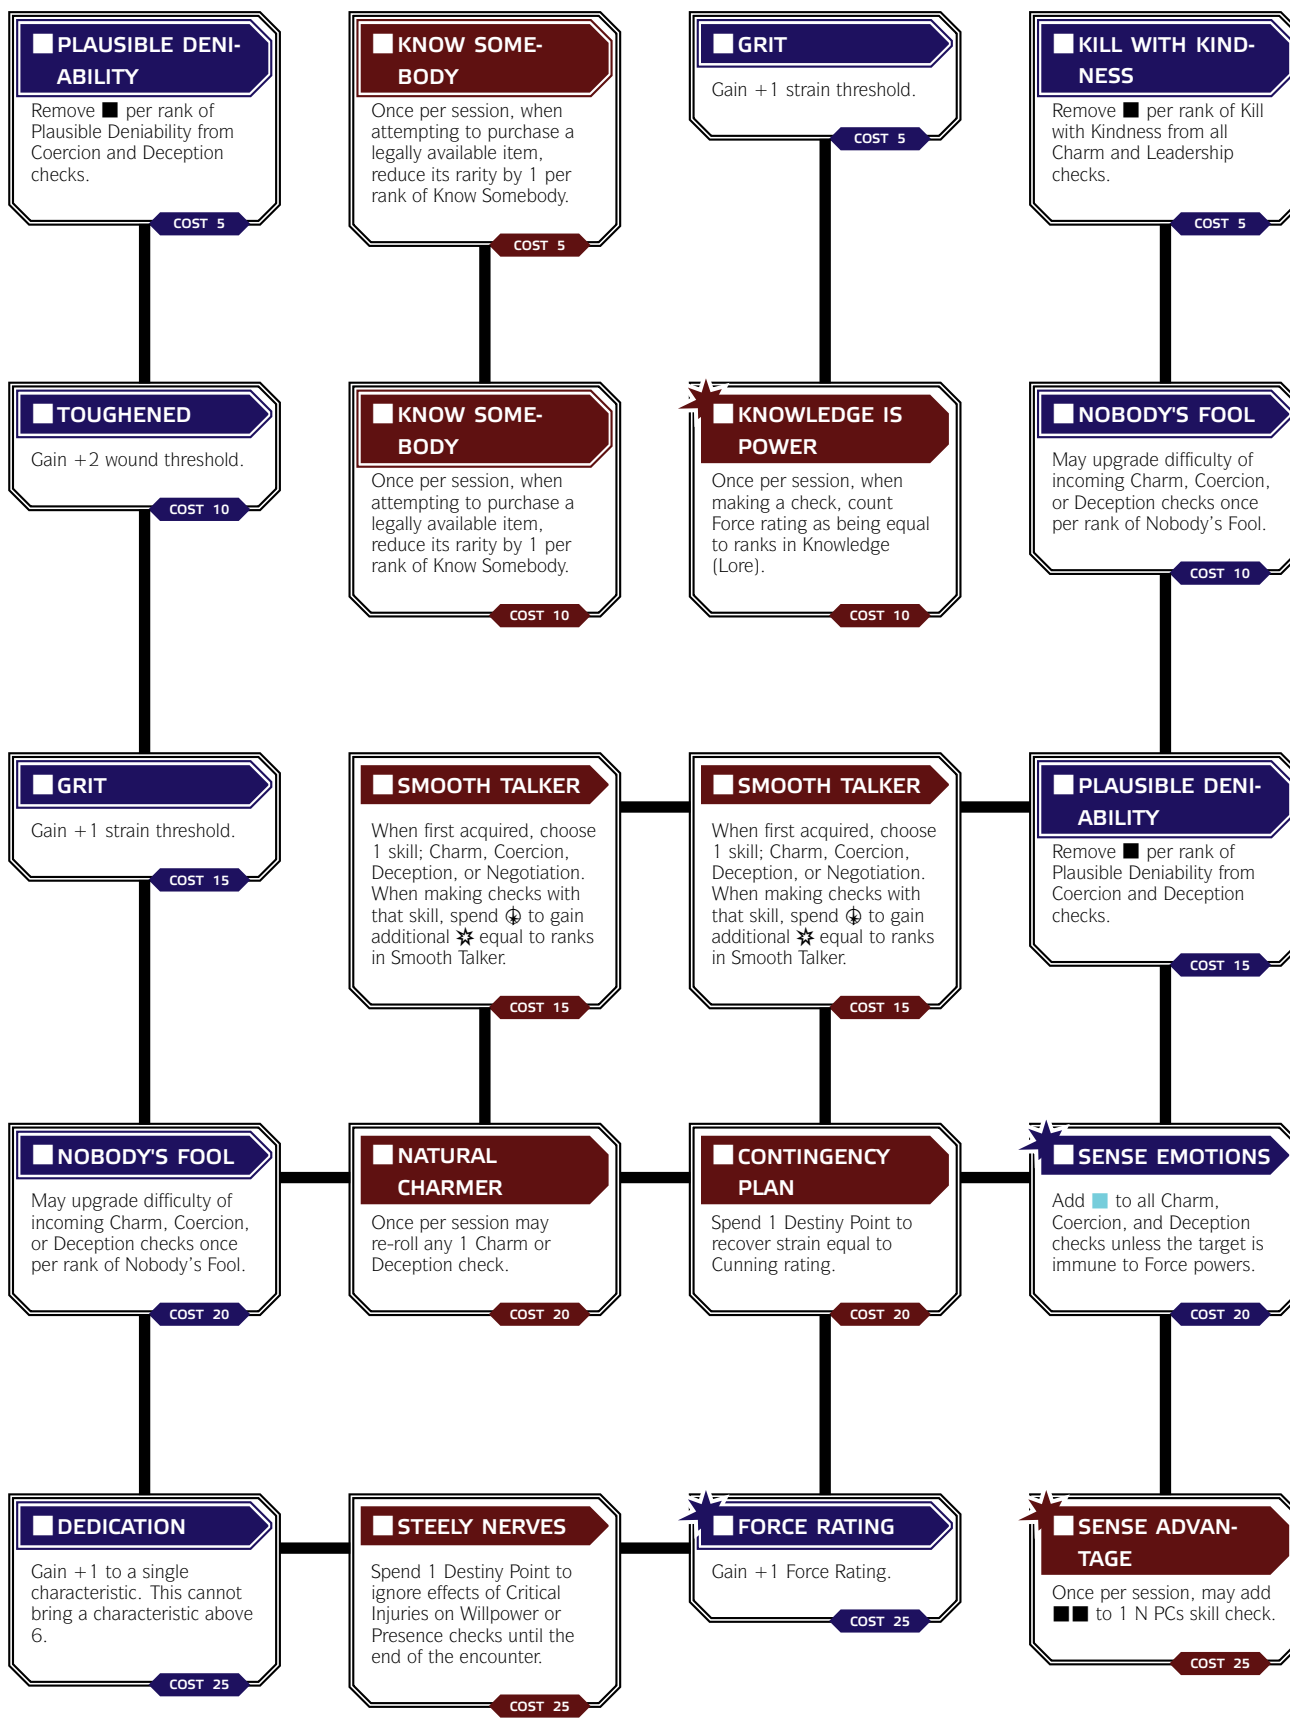 PLAUSIBLE DENI-
ABILITY
Remove ■ per rank of
Plausible Deniability from
Coercion and Deception
checks.
COST 5
KNOW SOME-
BODY
Once per session, when
attempting to purchase a
legally available item,
reduce its rarity by 1 per
rank of Know Somebody.
COST 5
GRIT
Gain +1 strain threshold.
COST 5
KILL WITH KIND-
NESS
Remove ■ per rank of Kill
with Kindness from all
Charm and Leadership
checks.
COST 5
TOUGHENED
Gain +2 wound threshold.
COST 10
KNOW SOME-
BODY
Once per session, when
attempting to purchase a
legally available item,
reduce its rarity by 1 per
rank of Know Somebody.
COST 10
KNOWLEDGE IS
POWER
Once per session, when
making a check, count
Force rating as being equal
to ranks in Knowledge
(Lore).
COST 10
NOBODY'S FOOL
May upgrade difficulty of
incoming Charm, Coercion,
or Deception checks once
per rank of Nobody's Fool.
COST 10
GRIT
Gain +1 strain threshold.
COST 15
SMOOTH TALKER
When first acquired, choose
1 skill; Charm, Coercion,
Deception, or Negotiation.
When making checks with
that skill, spend to gain
additional equal to ranks
in Smooth Talker.
COST 15
SMOOTH TALKER
When first acquired, choose
1 skill; Charm, Coercion,
Deception, or Negotiation.
When making checks with
that skill, spend to gain
additional equal to ranks
in Smooth Talker.
COST 15
PLAUSIBLE DENI-
ABILITY
Remove ■ per rank of
Plausible Deniability from
Coercion and Deception
checks.
COST 15
NOBODY'S FOOL
May upgrade difficulty of
incoming Charm, Coercion,
or Deception checks once
per rank of Nobody's Fool.
COST 20
NATURAL
CHARMER
Once per session may
re-roll any 1 Charm or
Deception check.
COST 20
CONTINGENCY
PLAN
Spend 1 Destiny Point to
recover strain equal to
Cunning rating.
COST 20
SENSE EMOTIONS
Add ■ to all Charm,
Coercion, and Deception
checks unless the target is
immune to Force powers.
COST 20
DEDICATION
Gain +1 to a single
characteristic. This cannot
bring a characteristic above
6.
COST 25
STEELY NERVES
Spend 1 Destiny Point to
ignore effects of Critical
Injuries on Willpower or
Presence checks until the
end of the encounter.
COST 25
FORCE RATING
Gain +1 Force Rating.
COST 25
SENSE ADVAN-
TAGE
Once per session, may add
■■ to 1 N PCs skill check.
COST 25